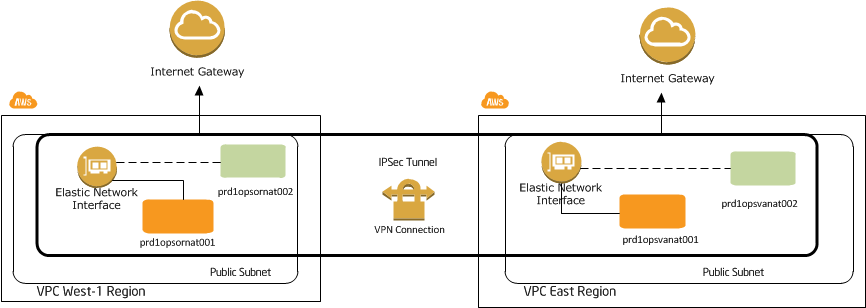 Internet Gateway
Internet Gateway
AWS
AWS
IPSec Tunnel
Elastic Network
Interface
prd1opsornat002
Elastic Network
Interface
prd1opsvanat002
VPN Connection
prd1opsornat001
prd1opsvanat001
Public Subnet
Public Subnet
VPC West-1 Region
VPC East Region